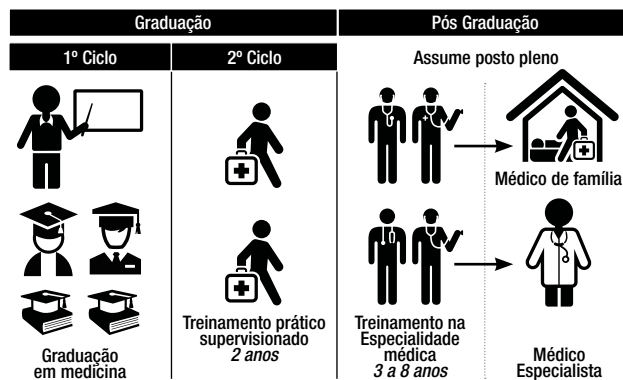 Graduação
Pós Graduação
1º Ciclo
2º Ciclo
Assume posto pleno
Médico de família
Graduação
em medicina
Treinamento prático
supervisionado
2 anos
Treinamento na
Especialidade
médica
3 a 8 anos
Médico
Especialista